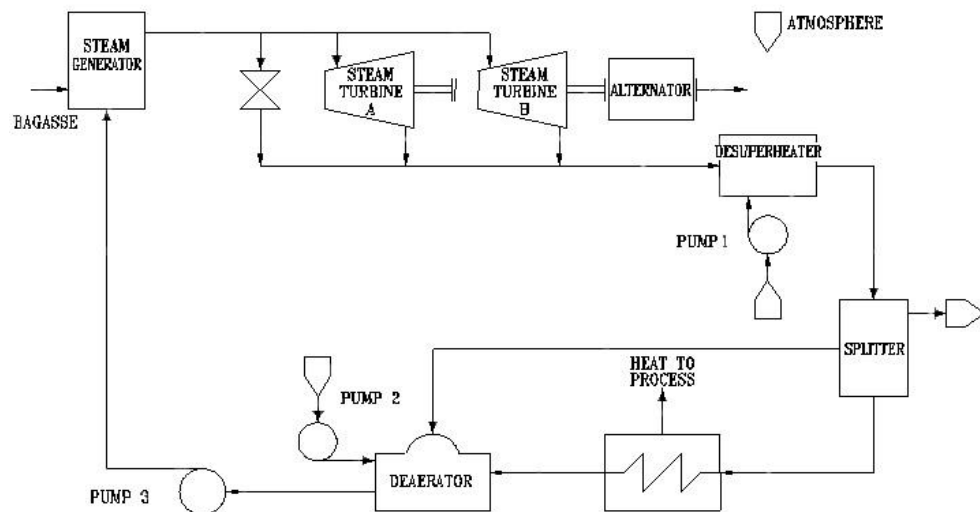 ATMOSPHERE
STEAM
GENERATOR
BAGASSE
STEAM
TURBINE
A
STEAM
TURBINE
B
ALTERNATOR
DESUPERHEATER
PUMP 1
SPLITTER
HEAT TO
PROCESS
PUMP 2
DEAERATOR
PUMP 3